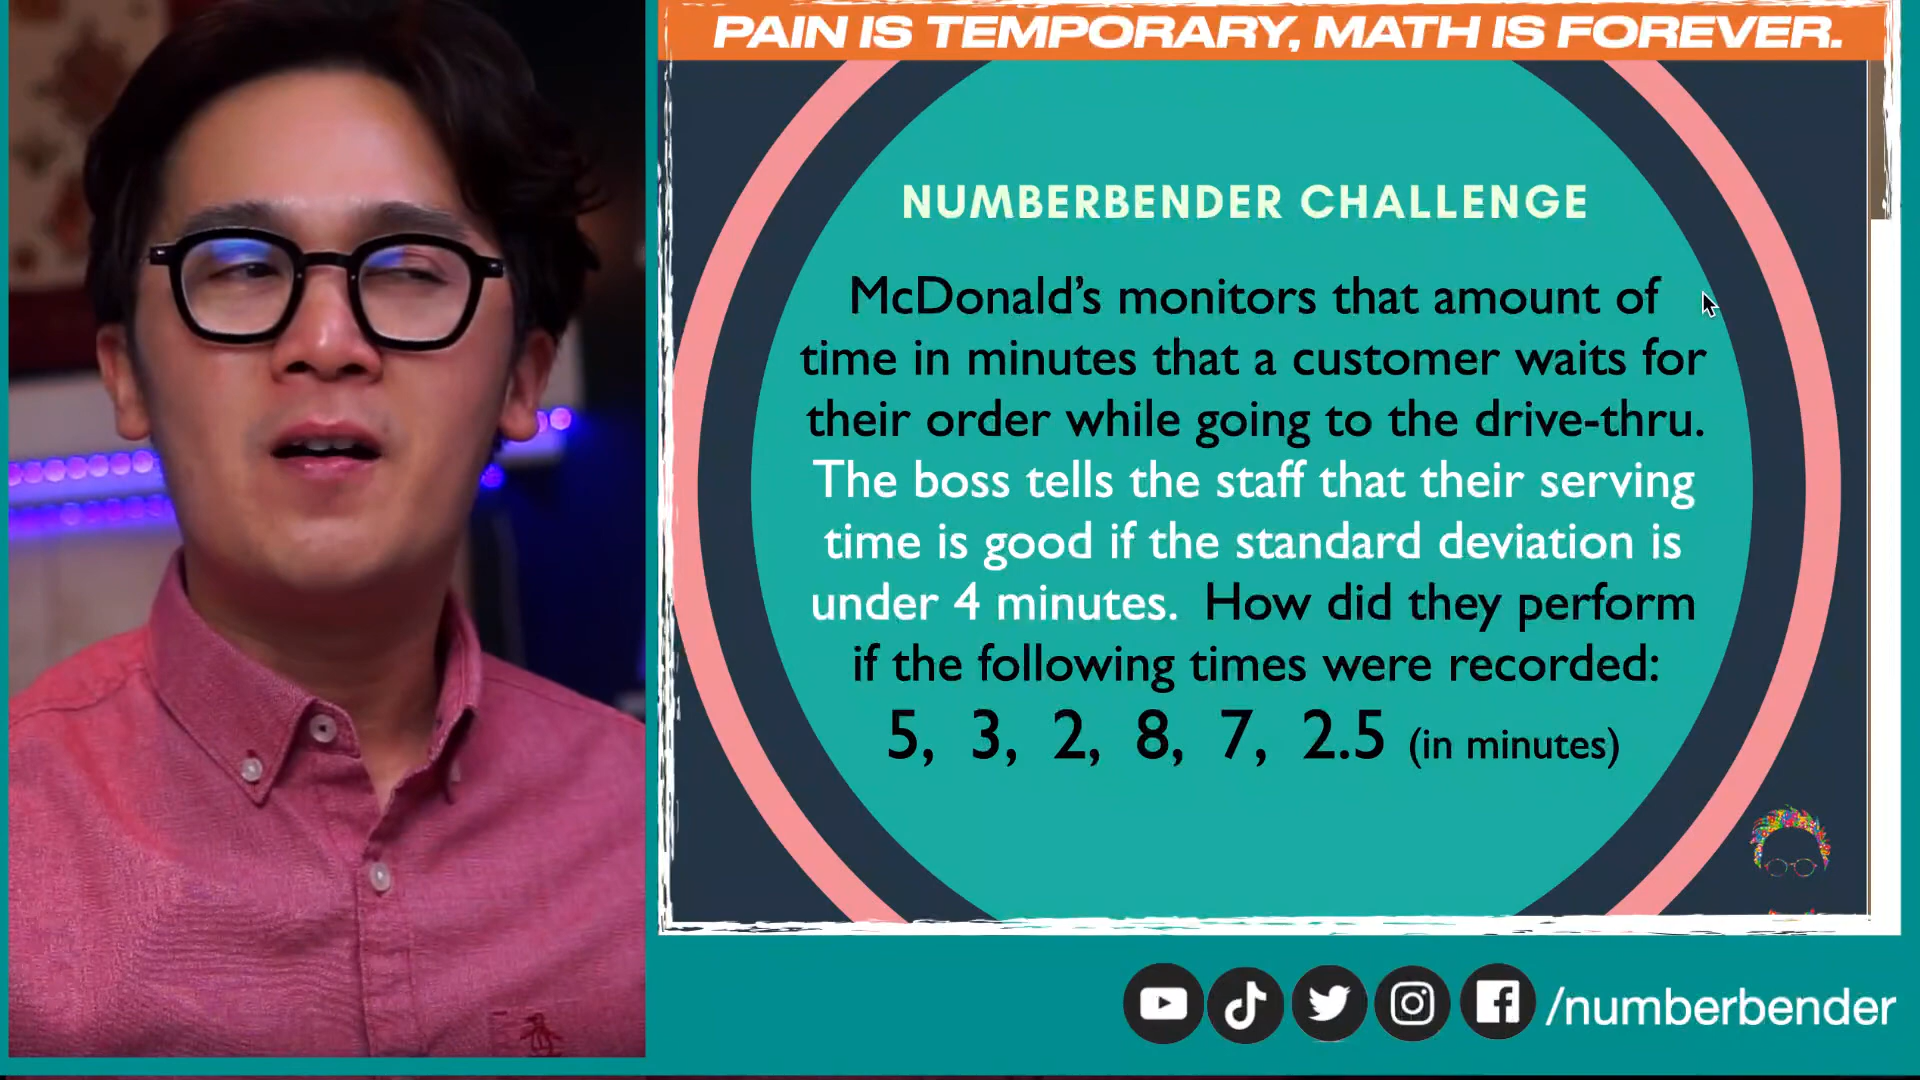 PAIN IS TEMPORARY, MATH IS FOREVER.
NUMBERBENDER CHALLENGE
McDonald's monitors that amount of
time in minutes that a customer waits for
their order while going to the drive-thru.
The boss tells the staff that their serving
time is good if the standard deviation is
under 4 minutes. How did they perform
if the following times were recorded:
5, 3, 2, 8, 7, 2.5 (in minutes)
/numberbender